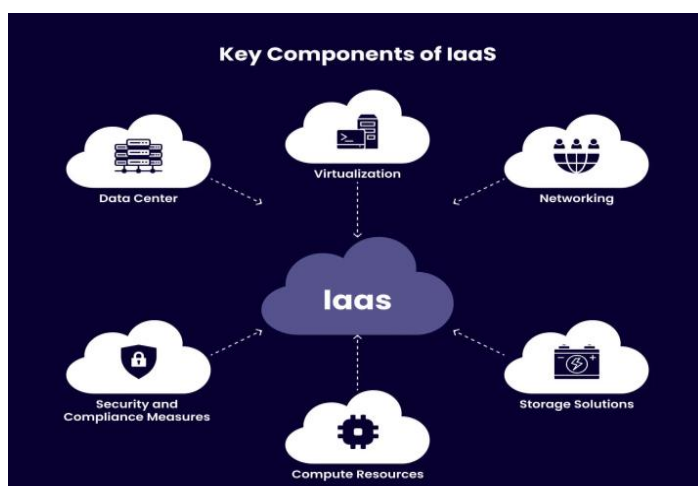 Key Components of IaaS
Virtualization
Data Center
Networking
Iaas
Security and
Compliance Measures
Storage Solutions
Compute Resources